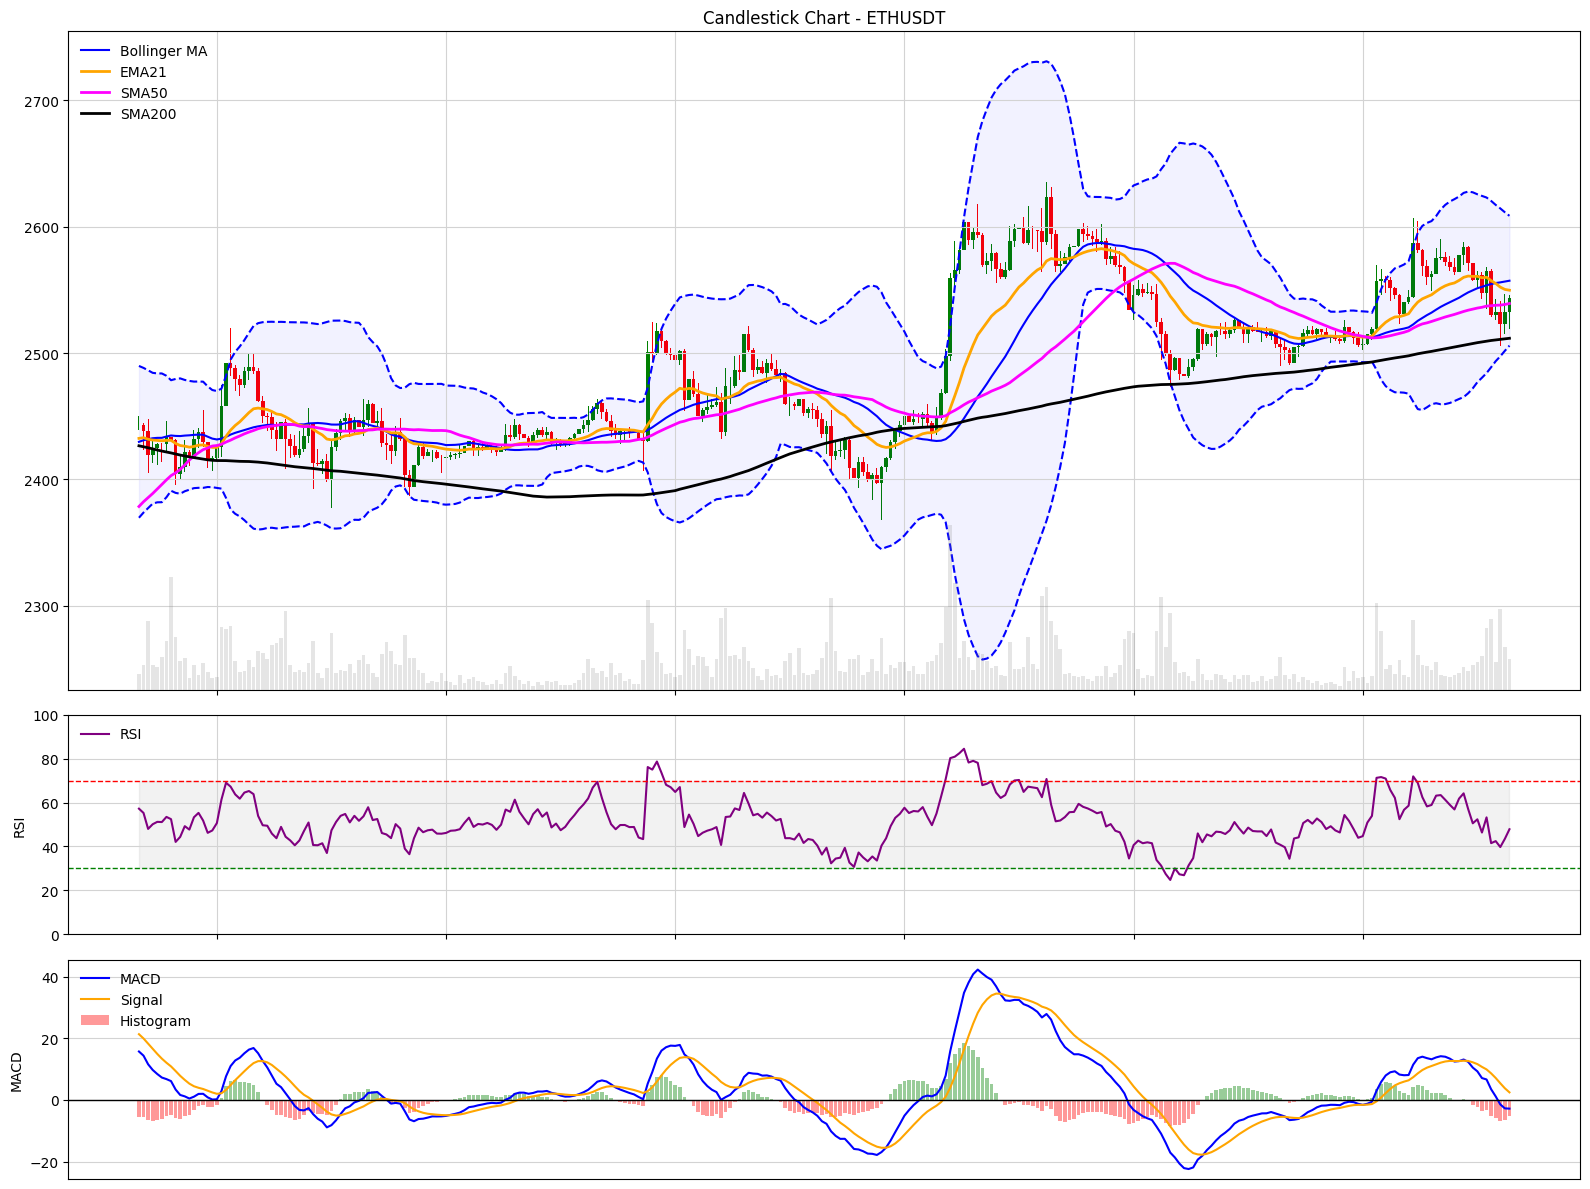 Candlestick Chart - ETHUSDT
Bollinger MA
EMA21
SMA50
SMA200
2700
2600
2500
2400
2300
RSI
RSI
100
80
60
40
20
0
MACD
Signal
Histogram
MACD
40
20
0
−20